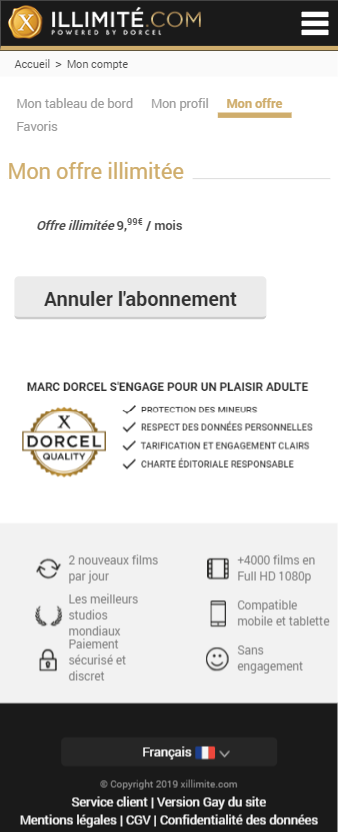 X ILLIMITÉ.COM
POWERED BY DORCEL
Accueil > Mon compte
Mon tableau de bord Mon profil Mon offre
Favoris
Mon offre illimitée
Offre illimitée 9,99€ / mois
Annuler l'abonnement
MARC DORCEL S'ENGAGE POUR UN PLAISIR ADULTE
X
DORCEL
QUALITY
PROTECTION DES MINEURS
RESPECT DES DONNÉES PERSONNELLES
TARIFICATION ET ENGAGEMENT CLAIRS
CHARTE ÉDITORIALE RESPONSABLE
2 nouveaux films
par jour
+4000 films en
Full HD 1080p
Les meilleurs
studios
mondiaux
Compatible
mobile et tablette
Paiement
sécurisé et
discret
Sans
engagement
Français
© Copyright 2019 xillimite.com
Service client | Version Gay du site
Mentions légales | CGV | Confidentialité des données